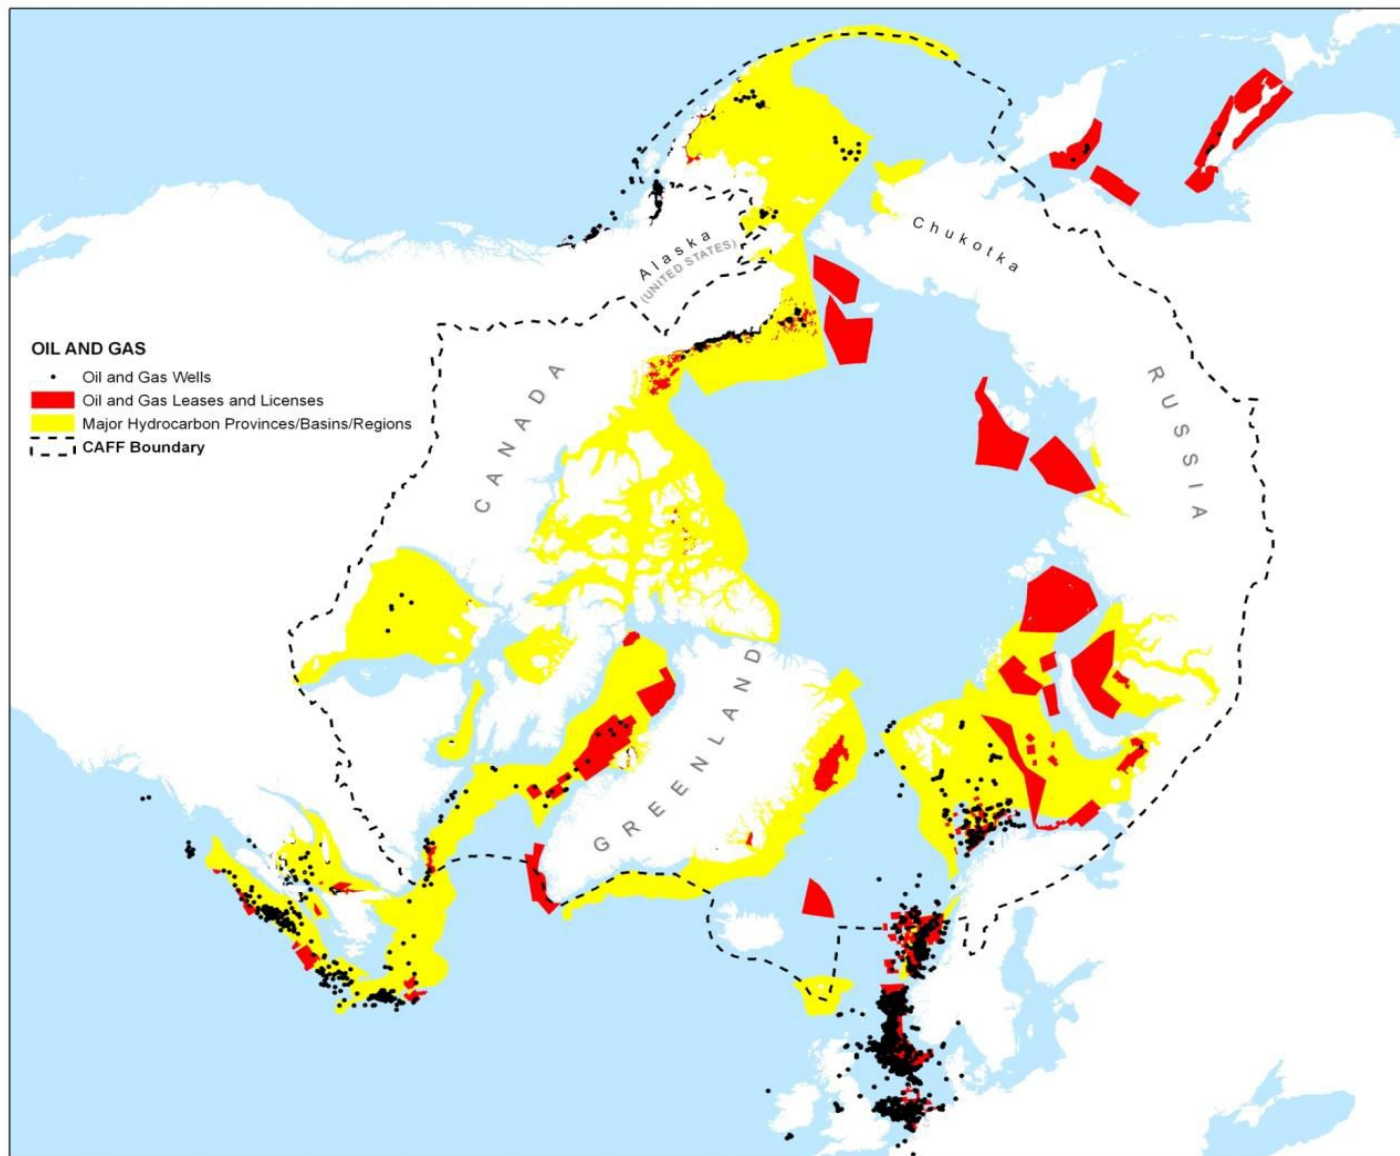 Chukotka
Alaska
(UNITED STATES)
OIL AND GAS
Oil and Gas Wells
Oil and Gas Leases and Licenses
Major Hydrocarbon Provinces/Basins/Regions
CAFF Boundary
CANADA
RUSSIA
GREENLAND